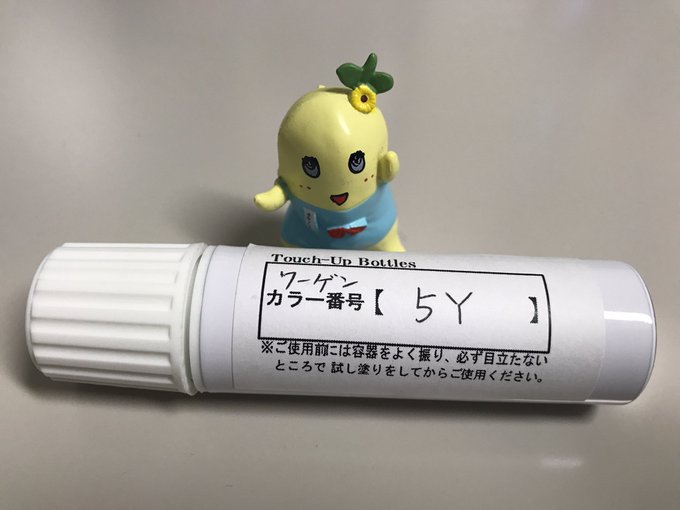 Touch-Up Bottles
ワーゲン
カラー番号【 5Y 】
※ご使用前には容器をよく振り、必ず目立たない
ところで 試し塗りをしてからご使用ください。